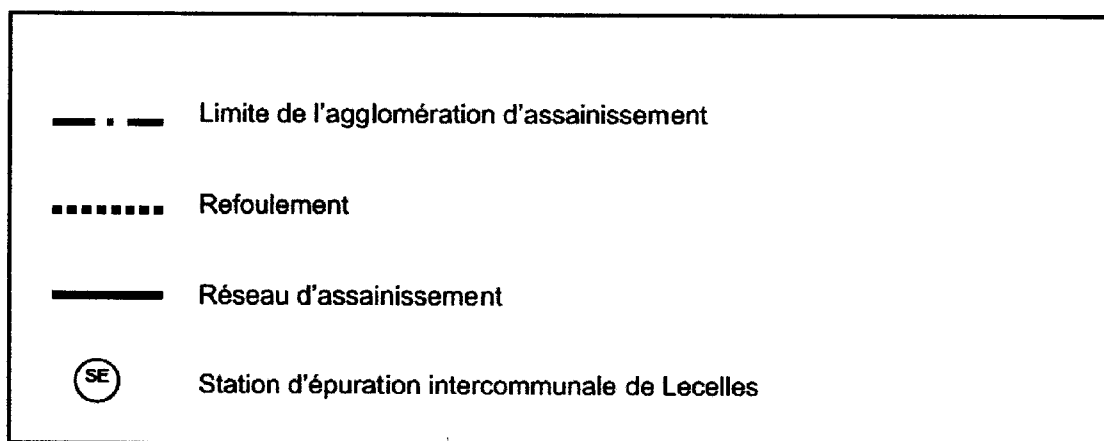 Limite de l'agglomération d'assainissement
Refoulement
Réseau d'assainissement
SE Station d'épuration intercommunale de Lecelles